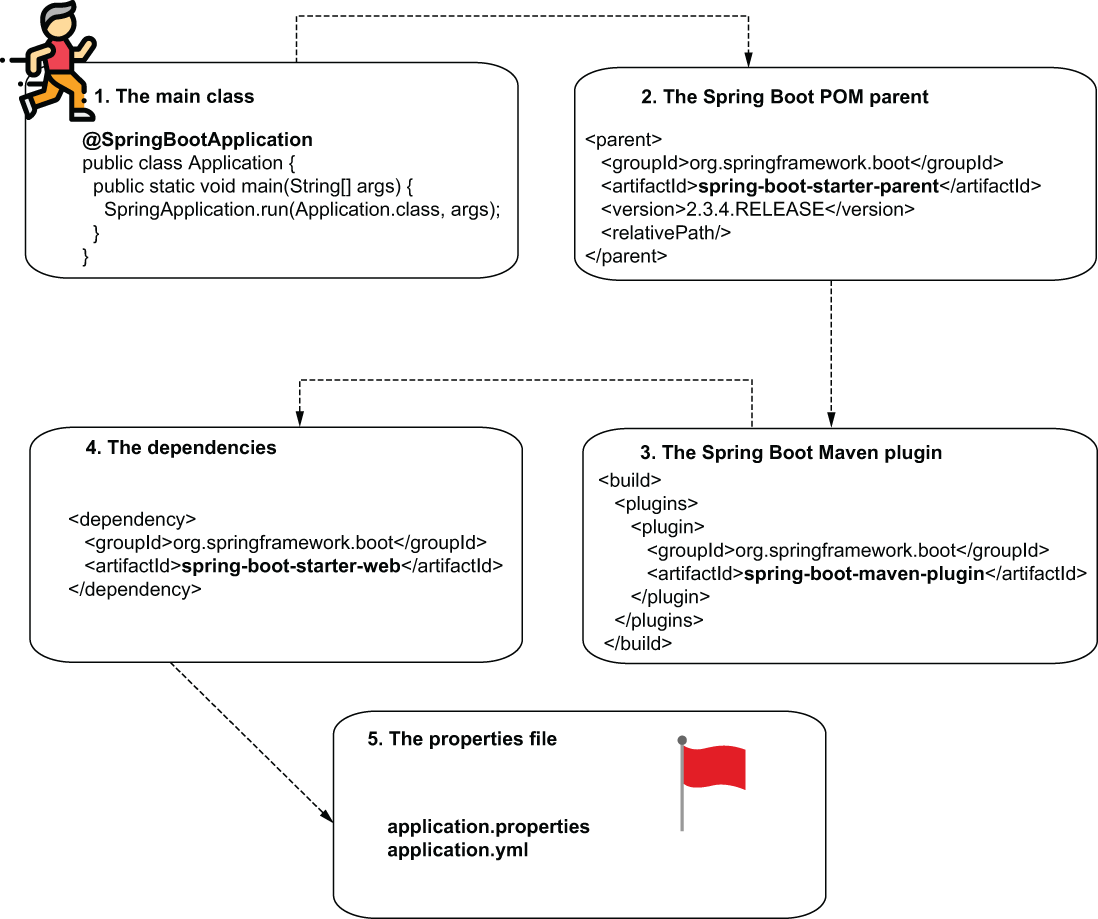 1. The main class
@SpringBootApplication
public class Application {
public static void main(String[] args) {
SpringApplication.run(Application.class, args);
}
}
2. The Spring Boot POM parent
<parent>
<groupId>org.springframework.boot</groupId>
<artifactId>spring-boot-starter-parent</artifactId>
<version>2.3.4.RELEASE</version>
<relativePath/>
</parent>
3. The Spring Boot Maven plugin
<build>
<plugins>
<plugin>
<groupId>org.springframework.boot</groupId>
<artifactId>spring-boot-maven-plugin</artifactId>
</plugin>
</plugins>
</build>
4. The dependencies
<dependency>
<groupId>org.springframework.boot</groupId>
<artifactId>spring-boot-starter-web</artifactId>
</dependency>
5. The properties file
application.properties
application.yml